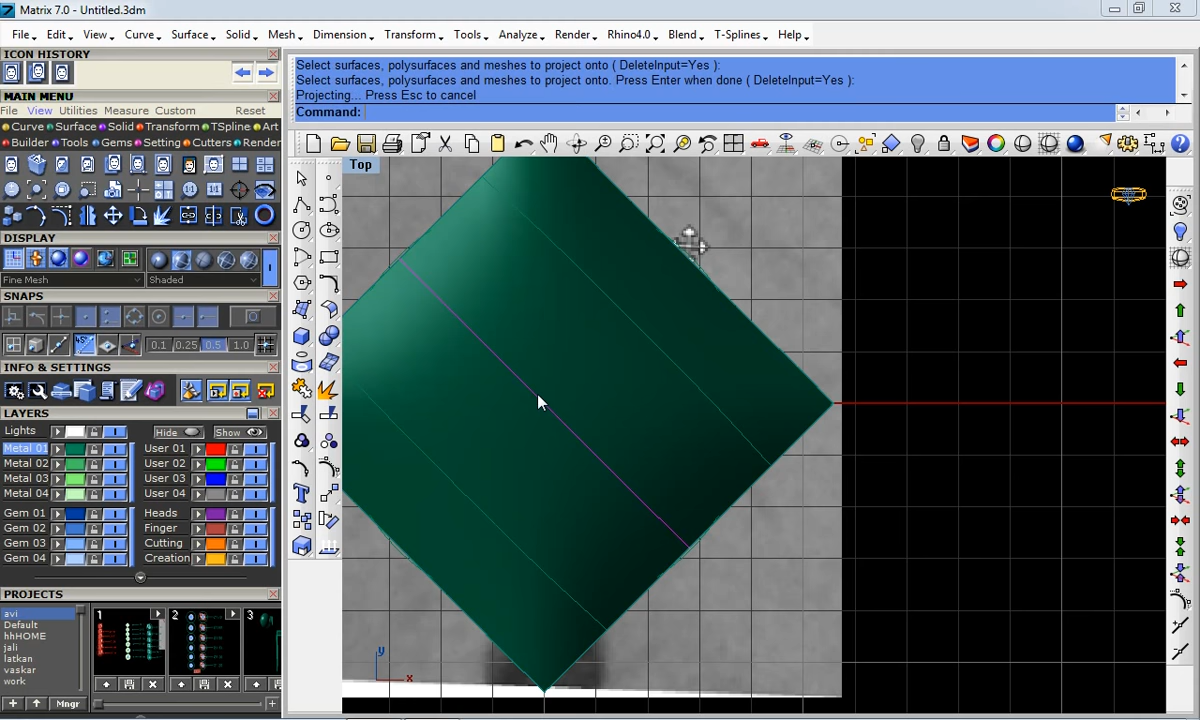 Matrix 7.0 - Untitled.3dm
File Edit View Curve Surface Solid Mesh Dimension Transform Tools Analyze Render Rhino4.0 Blend T-Splines Help
ICON HISTORY
MAIN MENU
File View Utilities Measure Custom Reset
Curve Surface Solid Transform TSpline Art
Builder Tools Gems Setting Cutters Render
DISPLAY
Fine Mesh Shaded
SNAPS
45°
0.1 0.25 0.5 1.0
INFO & SETTINGS
LAYERS
Lights Hide Show
Metal 01 User 01
Metal 02 User 02
Metal 03 User 03
Metal 04 User 04
Gem 01 Heads
Gem 02 Finger
Gem 03 Cutting
Gem 04 Creation
PROJECTS
avi
Default
hhHOME
jali
latkan
vaskar
work
1 2 3
Mngr
Select surfaces, polysurfaces and meshes to project onto ( DeleteInput=Yes ):
Select surfaces, polysurfaces and meshes to project onto. Press Enter when done ( DeleteInput=Yes ):
Projecting... Press Esc to cancel
Command:
Top
y
x